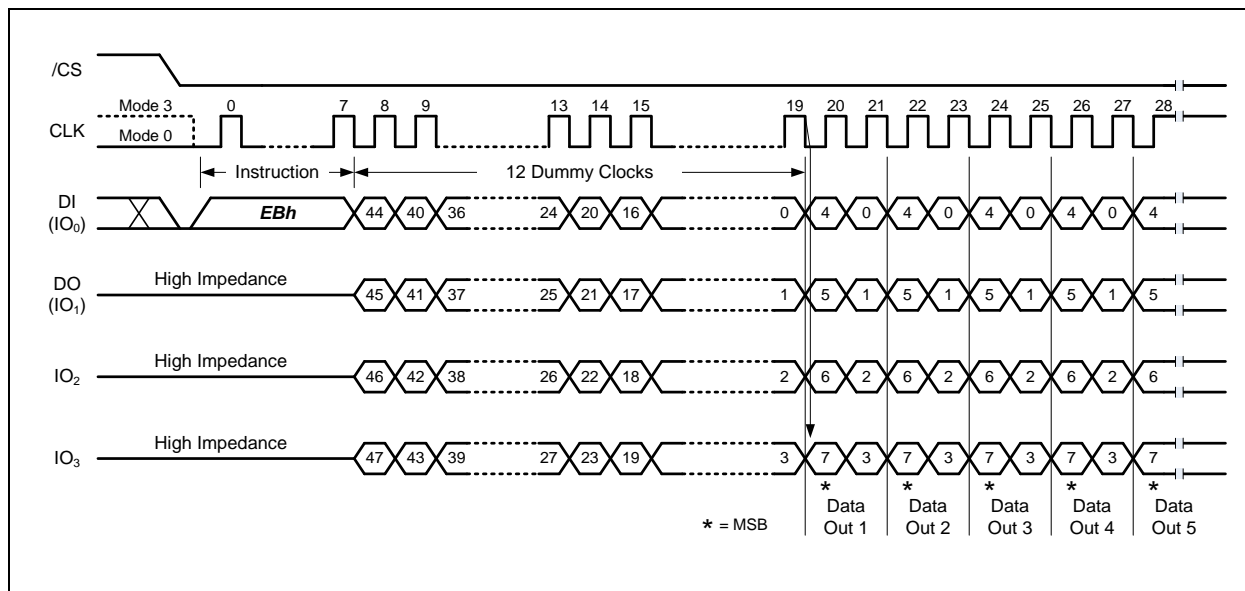 /CS
Mode 3 0 7 8 9 13 14 15 19 20 21 22 23 24 25 26 27 28
CLK
Mode 0
Instruction 12 Dummy Clocks
DI
(IO0)
EBh 44 40 36 24 20 16 0 4 0 4 0 4 0 4 0 4
DO
(IO1)
High Impedance 45 41 37 25 21 17 1 5 1 5 1 5 1 5 1 5
IO2
High Impedance 46 42 38 26 22 18 2 6 2 6 2 6 2 6 2 6
IO3
High Impedance 47 43 39 27 23 19 3 7 3 7 3 7 3 7 3 7
* * * * *
* = MSB
Data Out 1
Data Out 2
Data Out 3
Data Out 4
Data Out 5